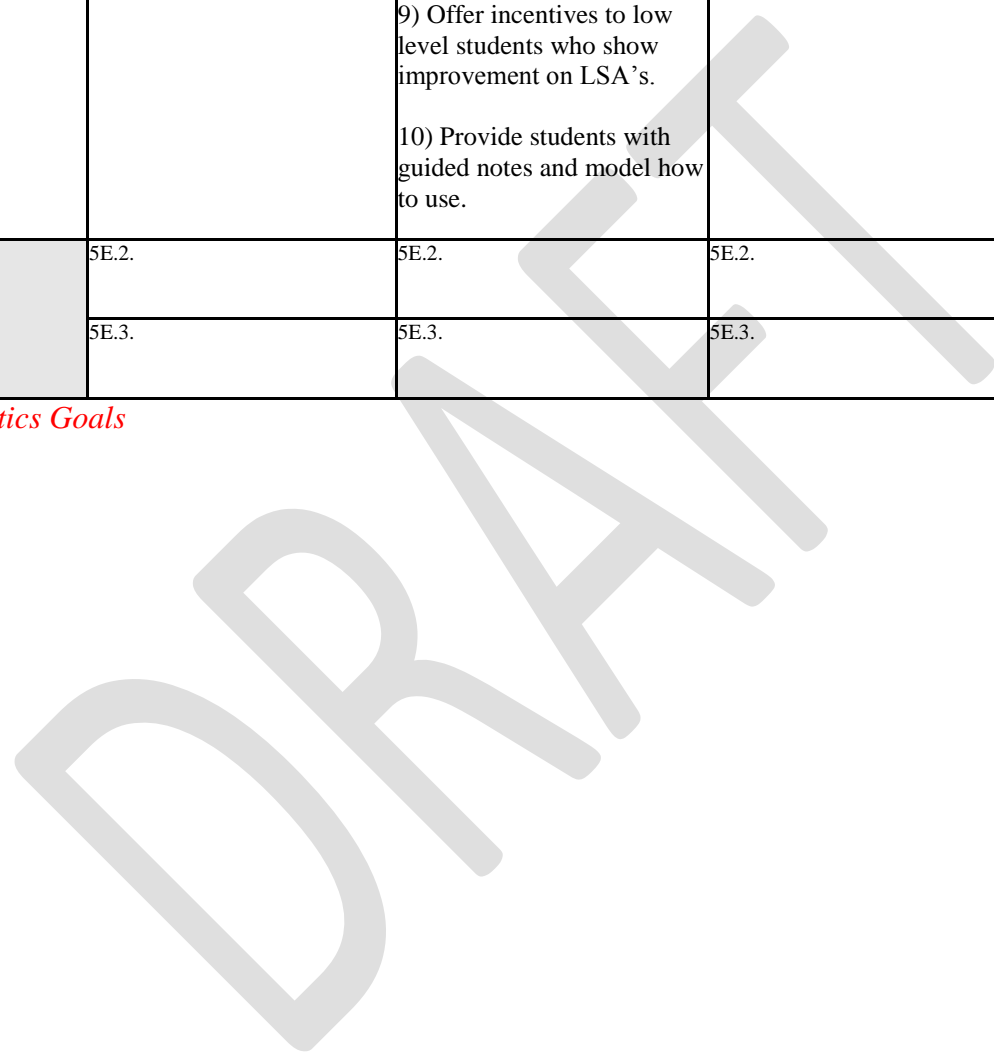 9) Offer incentives to low
level students who show
improvement on LSA’s.
10) Provide students with
guided notes and model how
to use.
5E.2.
5E.2.
5E.2.
5E.3.
5E.3.
5E.3.
tics Goals
DRAFT